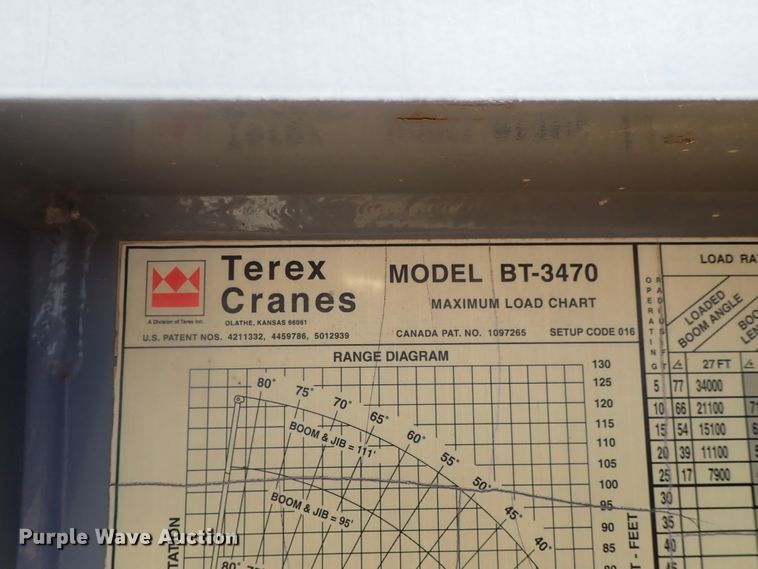 Terex
Cranes
A Division of Terex Inc.
OLATHE, KANSAS 66061
MODEL BT-3470
MAXIMUM LOAD CHART
U.S. PATENT NOS. 4211332, 4459786, 5012939
CANADA PAT. NO. 1097265
SETUP CODE 016
RANGE DIAGRAM
130
125
120
115
110
105
100
95
90
85
80
80°
75°
70°
65°
60°
55°
50°
45°
40°
BOOM & JIB = 111'
BOOM & JIB = 95'
80°
TATION
T - FEET
LOAD RA
OPERATING
RADIUS
LOADED
BOOM ANGLE
27 FT
5 77 34000
10 66 21100
15 54 15100
20 39 11100
25 17 7900
30
35
40
Purple Wave Auction